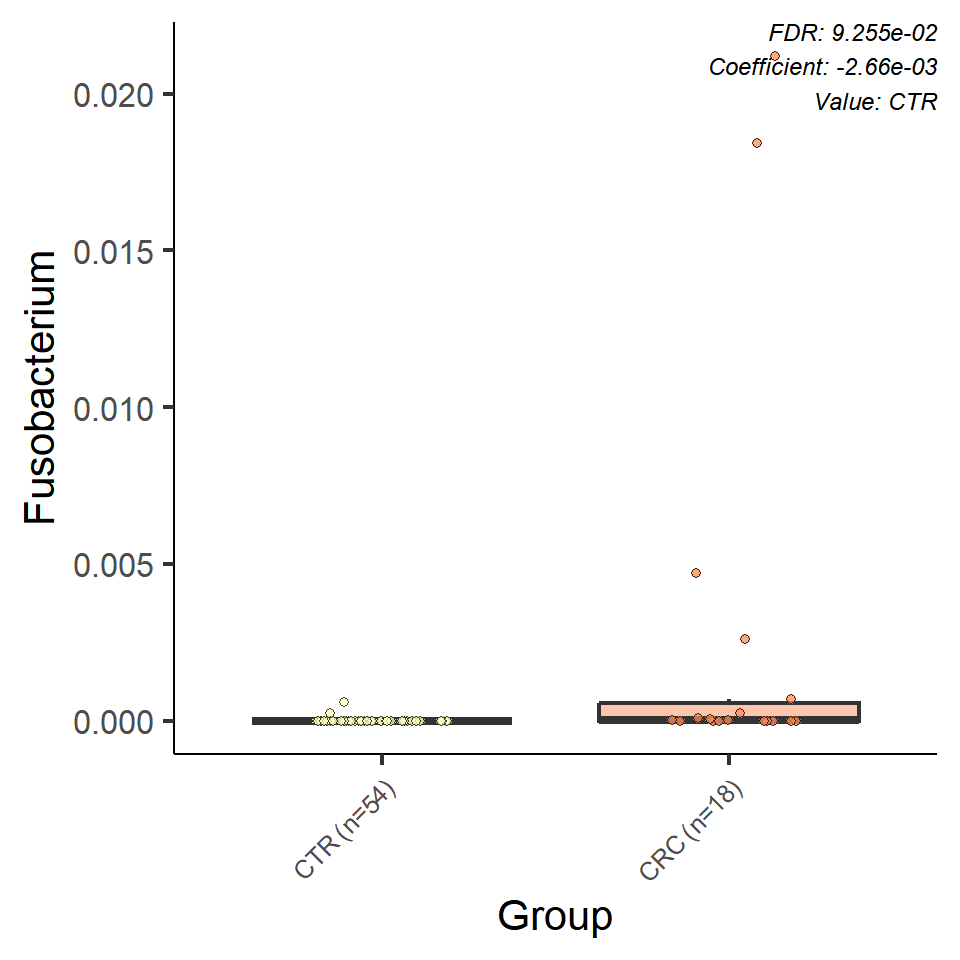 FDR: 9.255e-02
Coefficient: -2.66e-03
Value: CTR
0.020
0.015
0.010
0.005
0.000
Fusobacterium
CTR (n=54)
CRC (n=18)
Group